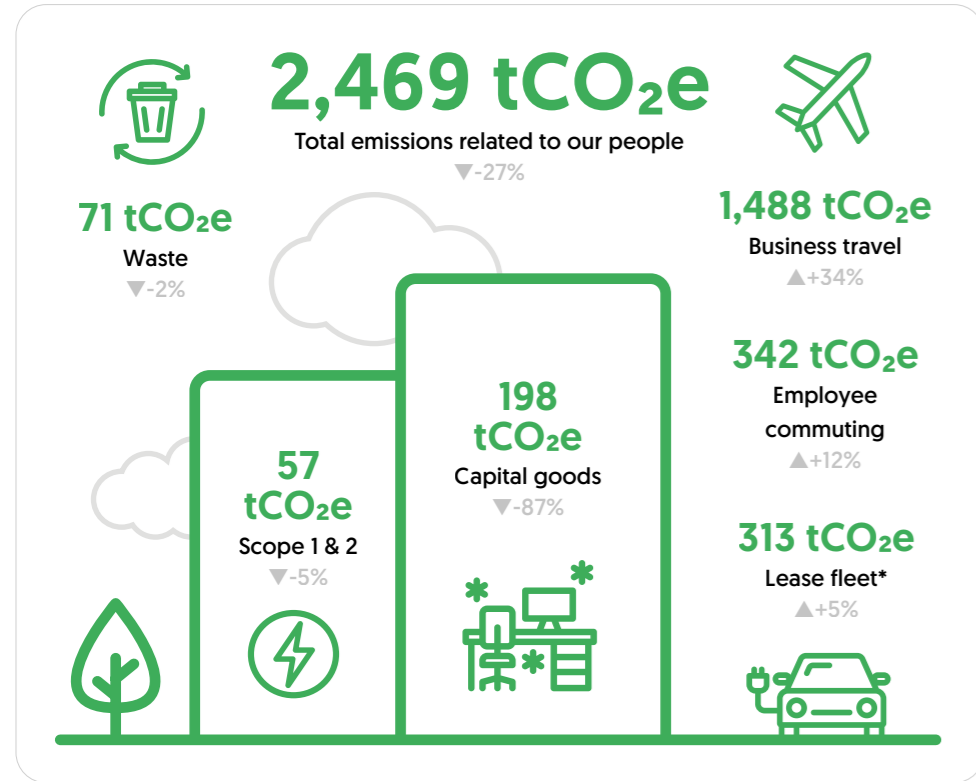 2,469 tCO₂e
Total emissions related to our people
▼-27%
71 tCO₂e
Waste
▼-2%
1,488 tCO₂e
Business travel
▲+34%
342 tCO₂e
Employee
commuting
▲+12%
313 tCO₂e
Lease fleet*
▲+5%
198
tCO₂e
Capital goods
▼-87%
57
tCO₂e
Scope 1 & 2
▼-5%